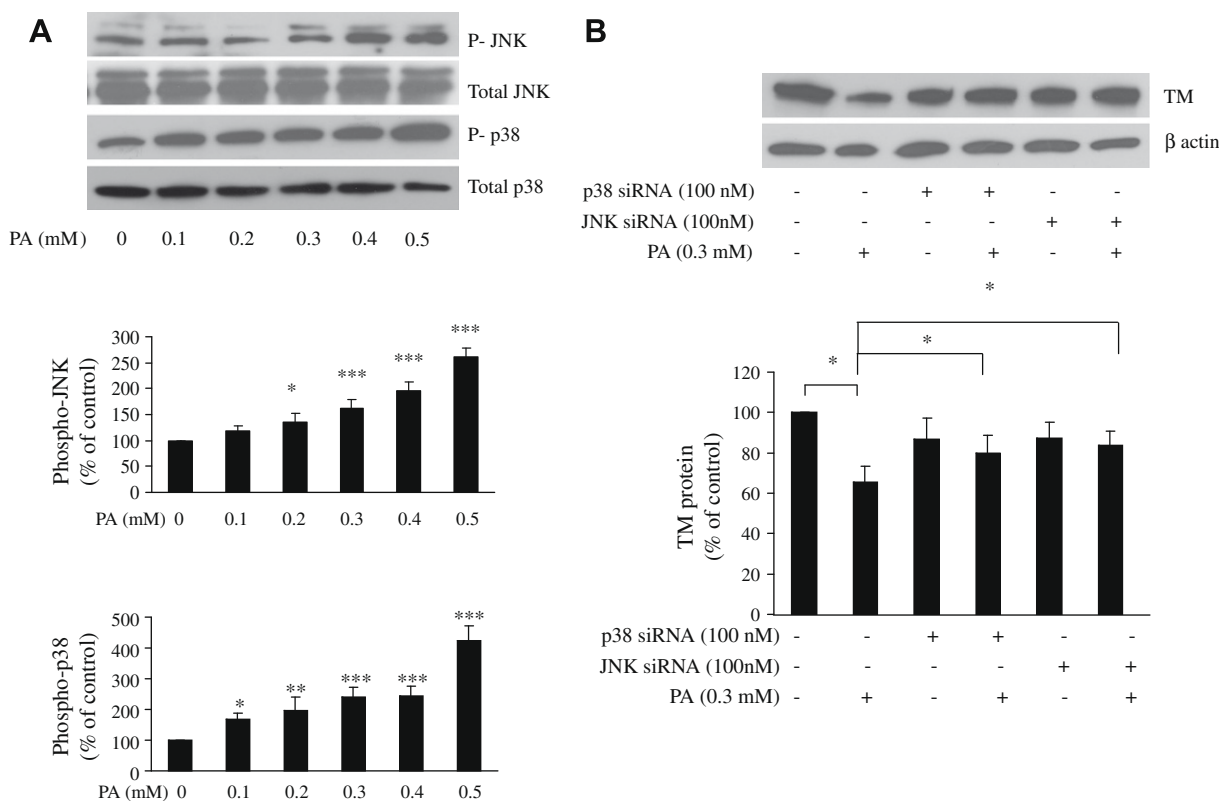 A
P- JNK
Total JNK
P- p38
Total p38
PA (mM) 0 0.1 0.2 0.3 0.4 0.5
Phospho-JNK
(% of control)
300
250
200
150
100
50
0
* *** *** ***
PA (mM) 0 0.1 0.2 0.3 0.4 0.5
Phospho-p38
(% of control)
500
400
300
200
100
0
* ** *** *** ***
PA (mM) 0 0.1 0.2 0.3 0.4 0.5
B
TM
β actin
p38 siRNA (100 nM) - - + + - -
JNK siRNA (100nM) - - - - + +
PA (0.3 mM) - + - + - +
*
*
*
TM protein
(% of control)
120
100
80
60
40
20
0
p38 siRNA (100 nM) - - + + - -
JNK siRNA (100nM) - - - - + +
PA (0.3 mM) - + - + - +